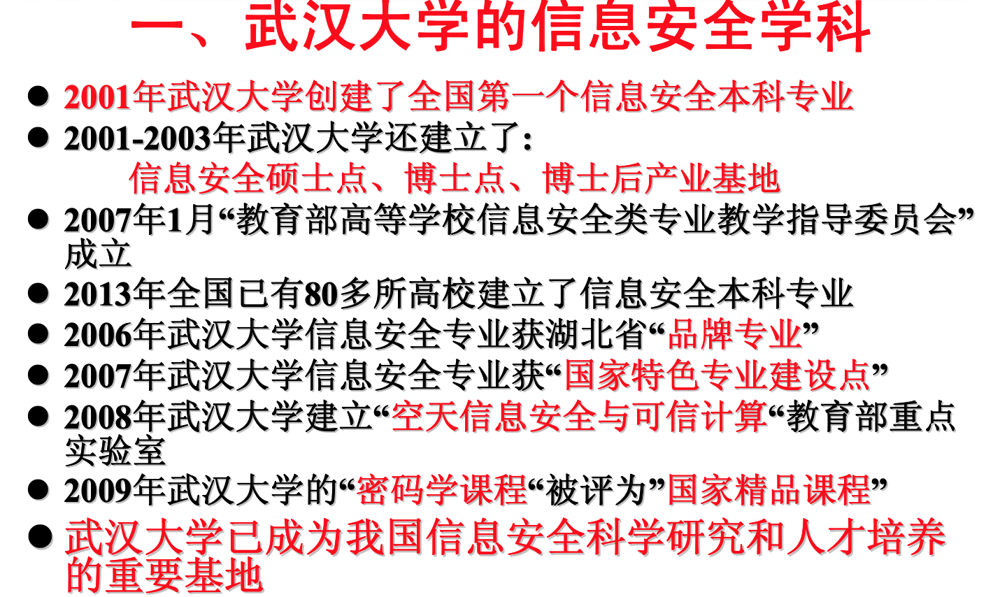 一、武汉大学的信息安全学科
● 2001年武汉大学创建了全国第一个信息安全本科专业
● 2001-2003年武汉大学还建立了：
信息安全硕士点、博士点、博士后产业基地
● 2007年1月“教育部高等学校信息安全类专业教学指导委员会”
成立
● 2013年全国已有80多所高校建立了信息安全本科专业
● 2006年武汉大学信息安全专业获湖北省“品牌专业”
● 2007年武汉大学信息安全专业获“国家特色专业建设点”
● 2008年武汉大学建立“空天信息安全与可信计算“教育部重点
实验室
● 2009年武汉大学的“密码学课程“被评为”国家精品课程”
● 武汉大学已成为我国信息安全科学研究和人才培养
的重要基地